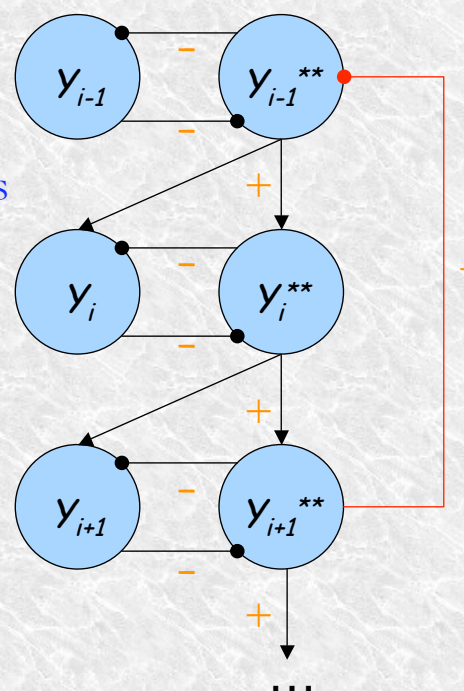 y_{i-1} y_{i-1}**
-
-
s
+
y_i y_i**
-
-
+
y_{i+1} y_{i+1}**
-
-
+
...